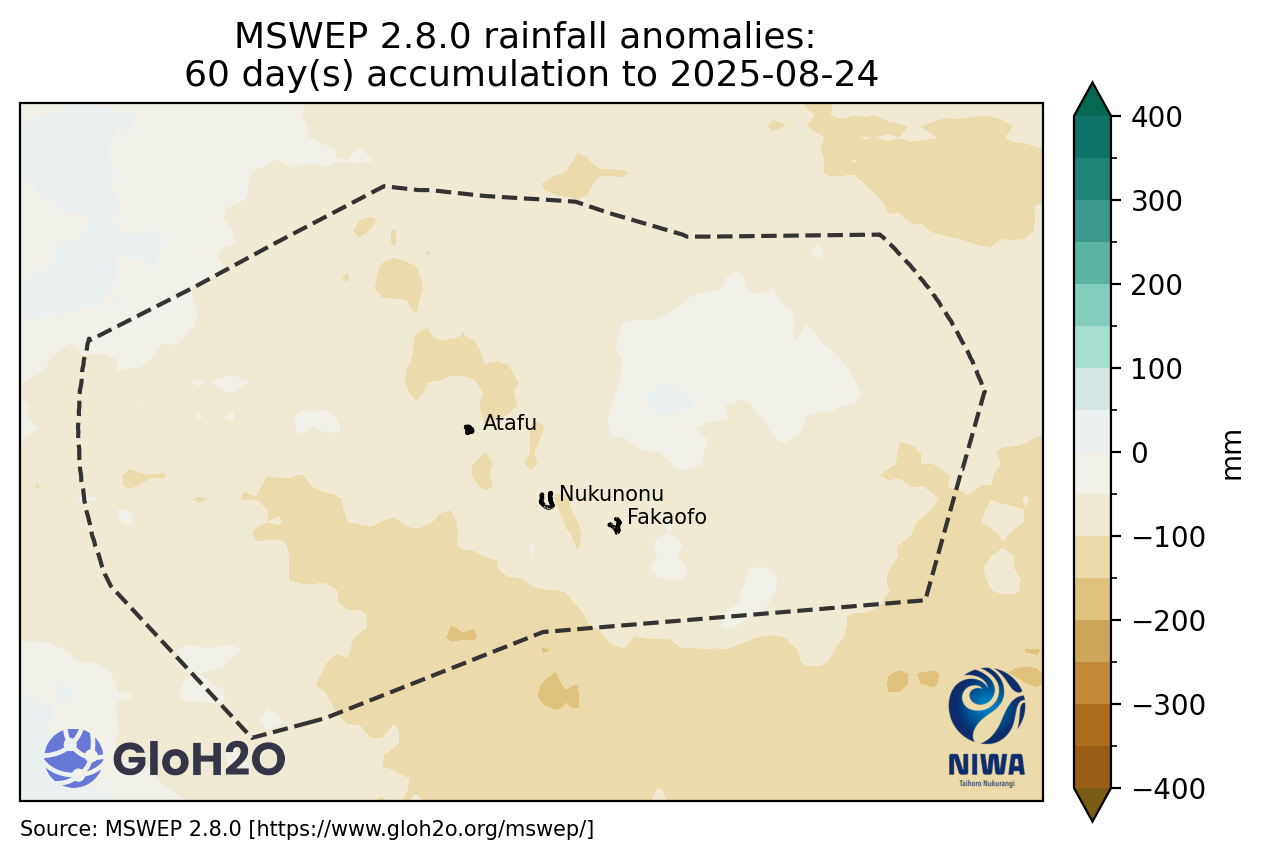 MSWEP 2.8.0 rainfall anomalies:
60 day(s) accumulation to 2025-08-24
400
300
200
100
0
−100
−200
−300
−400
mm
Atafu
Nukunonu
Fakaofo
GloH2O
NIWA
Taihoro Nukurangi
Source: MSWEP 2.8.0 [https://www.gloh2o.org/mswep/]